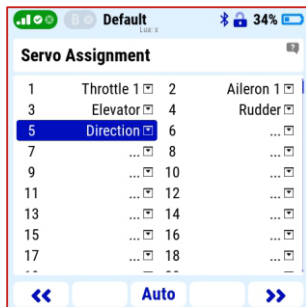 B Default 34%
Lua: x
Servo Assignment
1 Throttle 1 2 Aileron 1
3 Elevator 4 Rudder
5 Direction 6 ...
7 ... 8 ...
9 ... 10 ...
11 ... 12 ...
13 ... 14 ...
15 ... 16 ...
17 ... 18 ...
<< Auto >>